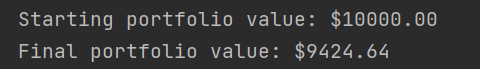 Starting portfolio value: $10000.00
Final portfolio value: $9424.64